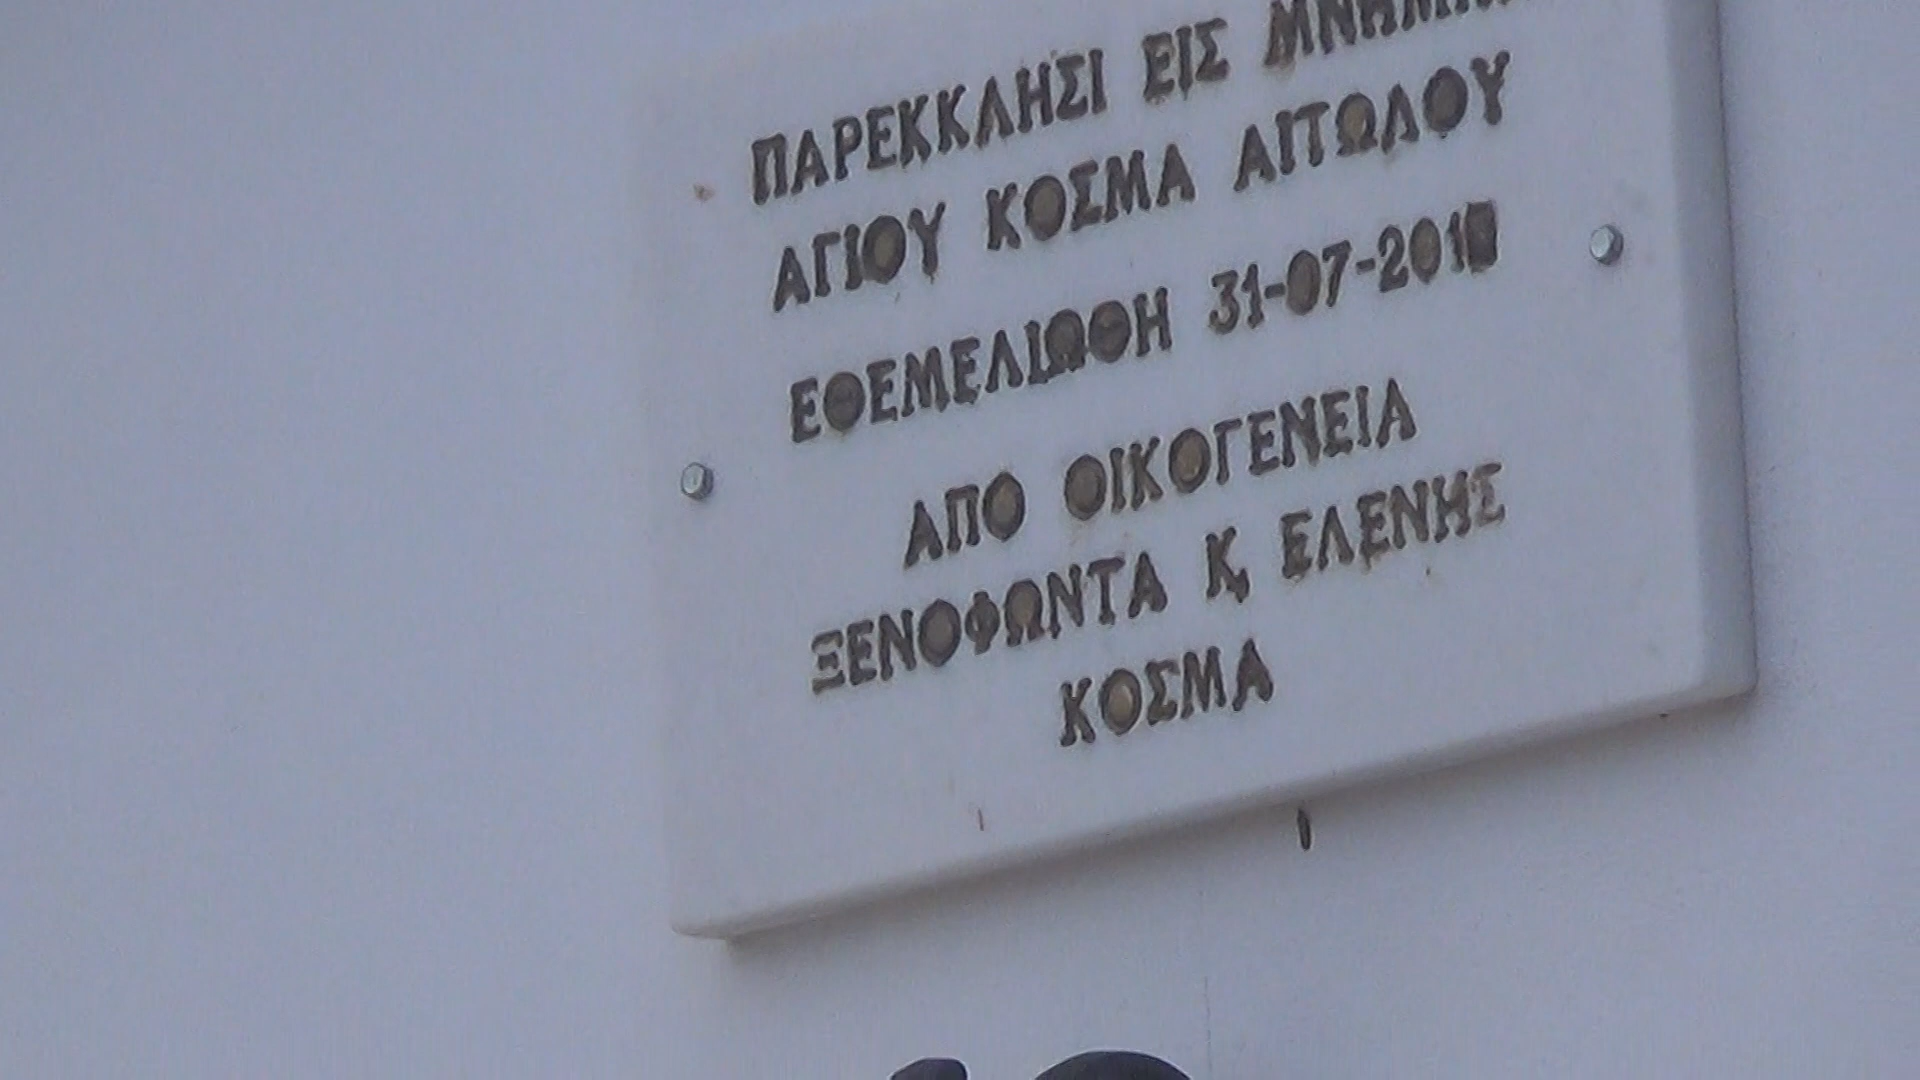 ΠΑΡΕΚΚΛΗΣΙ ΕΙΣ
ΑΓΙΟΥ ΚΟΣΜΑ ΑΙΤΩΛΟΥ
ΕΘΕΜΕΛΙΩΘΗ
ΑΠΟ ΟΙΚΟΓΕΝΕΙΑ
ΞΕΝΟΦΩΝΤΑ Κ, ΕΛΕΝΗΣ
ΚΟΣΜΑ